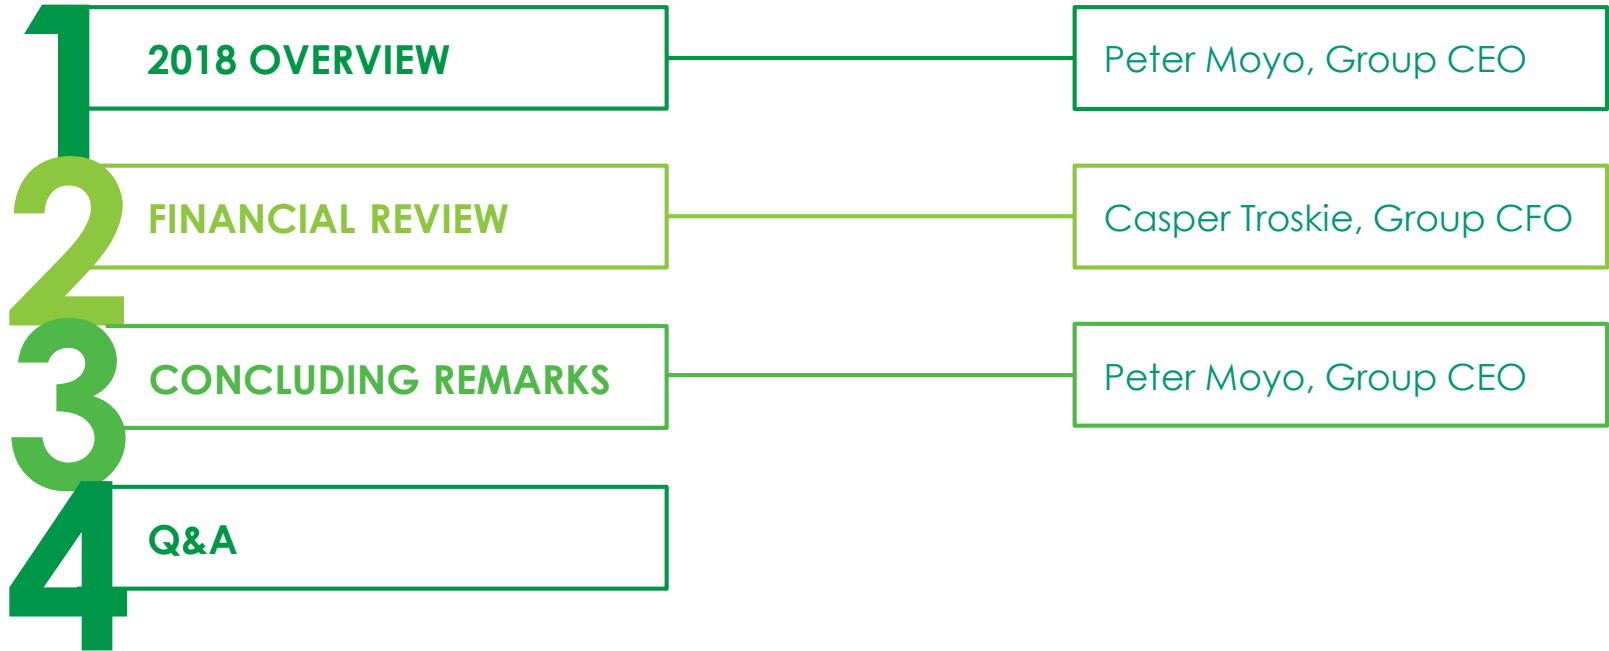 1
2018 OVERVIEW
Peter Moyo, Group CEO
2
FINANCIAL REVIEW
Casper Troskie, Group CFO
3
CONCLUDING REMARKS
Peter Moyo, Group CEO
4
Q&A